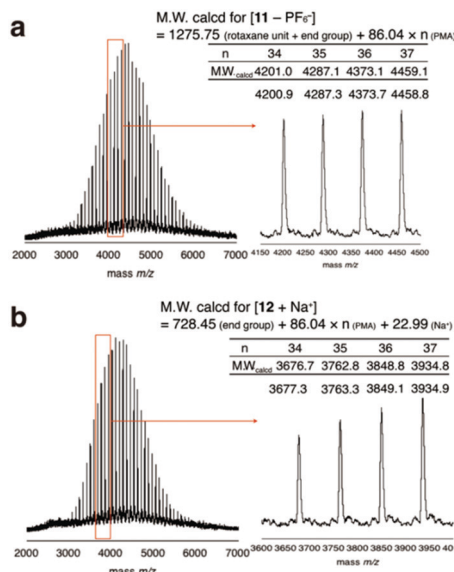 a
M.W. calcd for [11 – PF₆⁻]
= 1275.75 (rotaxane unit + end group) + 86.04 × n (PMA)
n 34 35 36 37
M.W.calcd 4201.0 4287.1 4373.1 4459.1
4200.9 4287.3 4373.7 4458.8
2000 3000 4000 5000 6000 7000
mass m/z
4150 4200 4250 4300 4350 4400 4450 4500
mass m/z
b
M.W. calcd for [12 + Na⁺]
= 728.45 (end group) + 86.04 × n (PMA) + 22.99 (Na⁺)
n 34 35 36 37
M.W.calcd 3676.7 3762.8 3848.8 3934.8
3677.3 3763.3 3849.1 3934.9
2000 3000 4000 5000 6000 7000
mass m/z
3600 3650 3700 3750 3800 3850 3900 3950 40
mass m/z